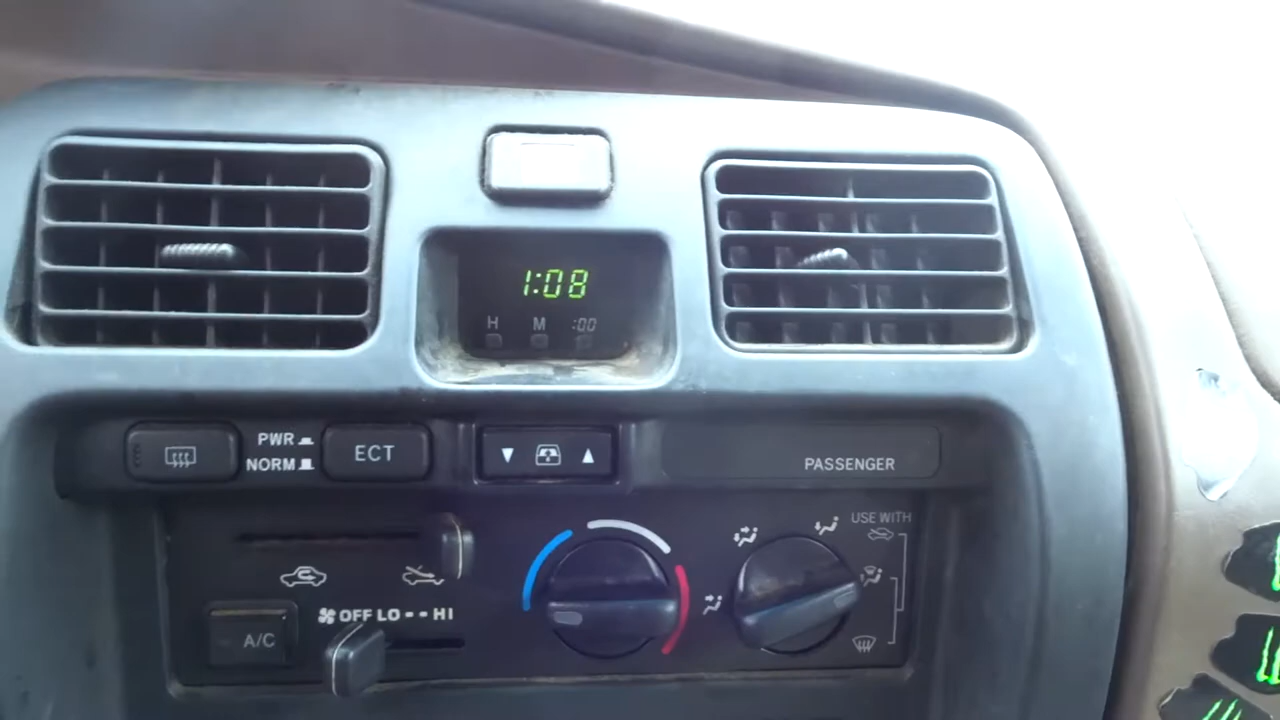 1:08
H M :00
PWR
NORM
ECT
PASSENGER
USE WITH
OFF LO HI
A/C